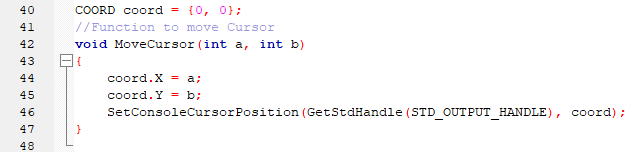 40 COORD coord = {0, 0};
41 //Function to move Cursor
42 void MoveCursor(int a, int b)
43 {
44 coord.X = a;
45 coord.Y = b;
46 SetConsoleCursorPosition(GetStdHandle(STD_OUTPUT_HANDLE), coord);
47 }
48